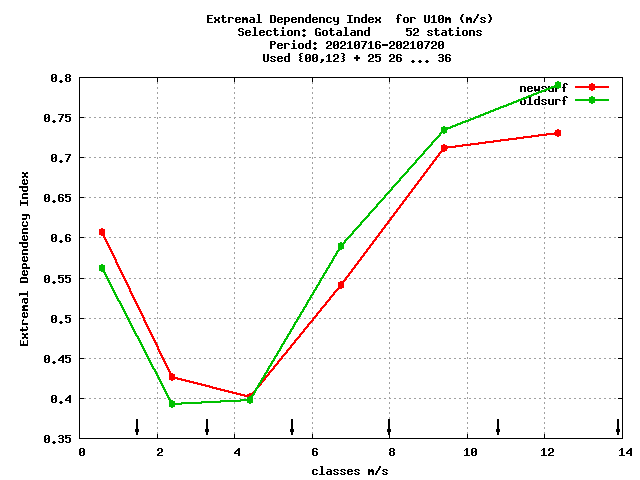 Extremal Dependency Index  for U10m (m/s)
Selection: Gotaland     52 stations
Period: 20210716-20210720
Used {00,12} + 25 26 ... 36
0.8
0.75
0.7
0.65
0.6
0.55
0.5
0.45
0.4
0.35
Extremal Dependency Index
newsurf
oldsurf
0 2 4 6 8 10 12 14
classes m/s